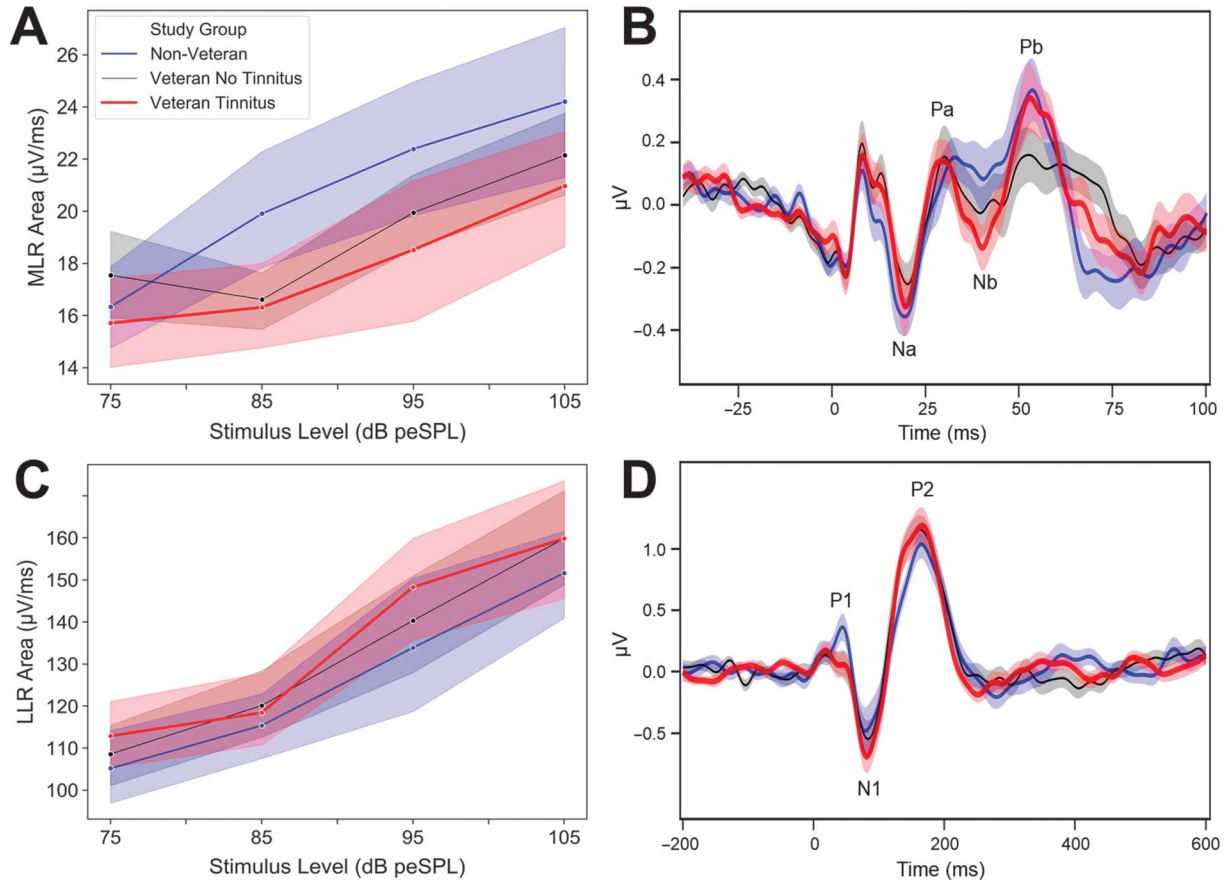 A
Study Group
Non-Veteran
Veteran No Tinnitus
Veteran Tinnitus
26
24
22
20
18
16
14
MLR Area (µV/ms)
75
85
95
105
Stimulus Level (dB peSPL)
B
Pb
Pa
Nb
Na
0.4
0.2
0.0
−0.2
−0.4
µV
−25
0
25
50
75
100
Time (ms)
C
160
150
140
130
120
110
100
LLR Area (µV/ms)
75
85
95
105
Stimulus Level (dB peSPL)
D
P2
P1
N1
1.0
0.5
0.0
−0.5
µV
−200
0
200
400
600
Time (ms)